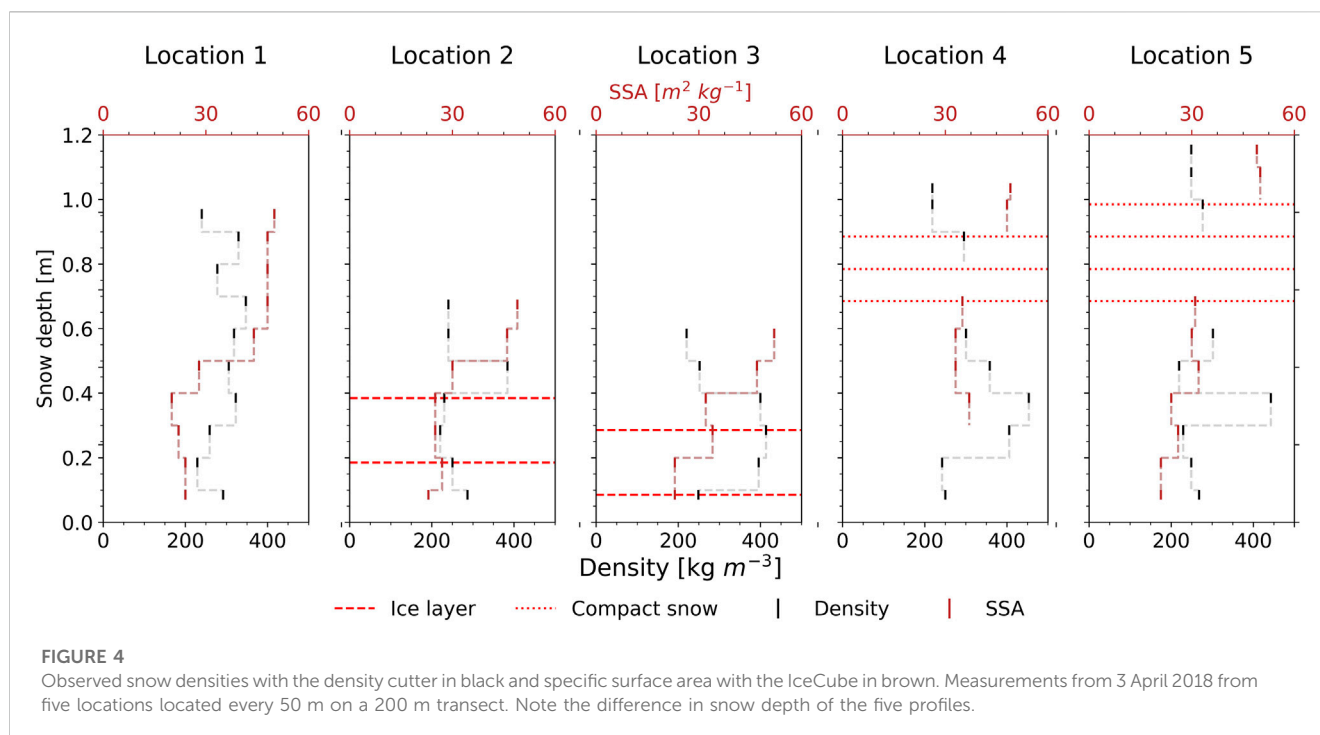 Location 1 Location 2 Location 3 Location 4 Location 5
SSA [m² kg⁻¹]
0 30 60 0 30 0 30 60 0 30 60 0 30 60
1.2
1.0
0.8
0.6
0.4
0.2
0.0
Snow depth [m]
0 200 400 0 200 400 0 200 400 0 200 400 0 200 400
Density [kg m⁻³]
Ice layer Compact snow Density SSA
FIGURE 4
Observed snow densities with the density cutter in black and specific surface area with the IceCube in brown. Measurements from 3 April 2018 from
five locations located every 50 m on a 200 m transect. Note the difference in snow depth of the five profiles.